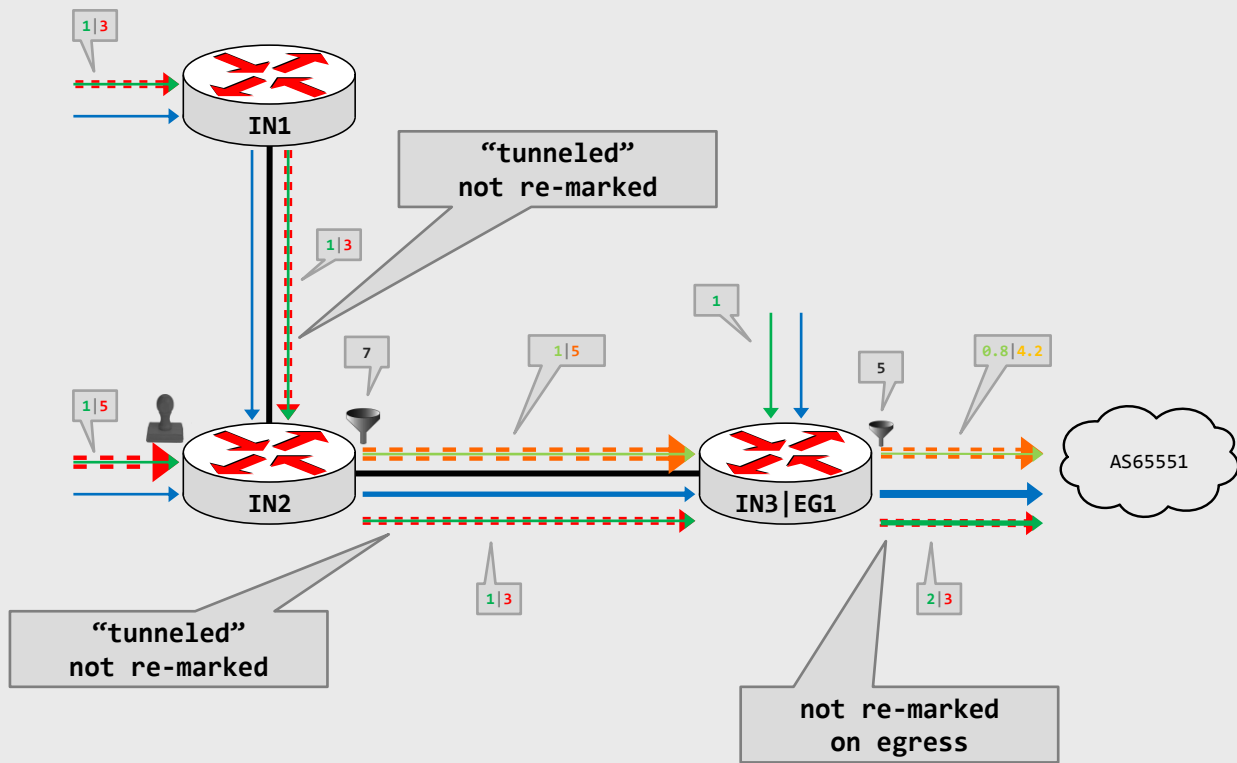 1|3
IN1
“tunneled”
not re-marked
1|3
1
7
1|5
5
0.8|4.2
1|5
IN2
IN3|EG1
AS65551
1|3
2|3
“tunneled”
not re-marked
not re-marked
on egress